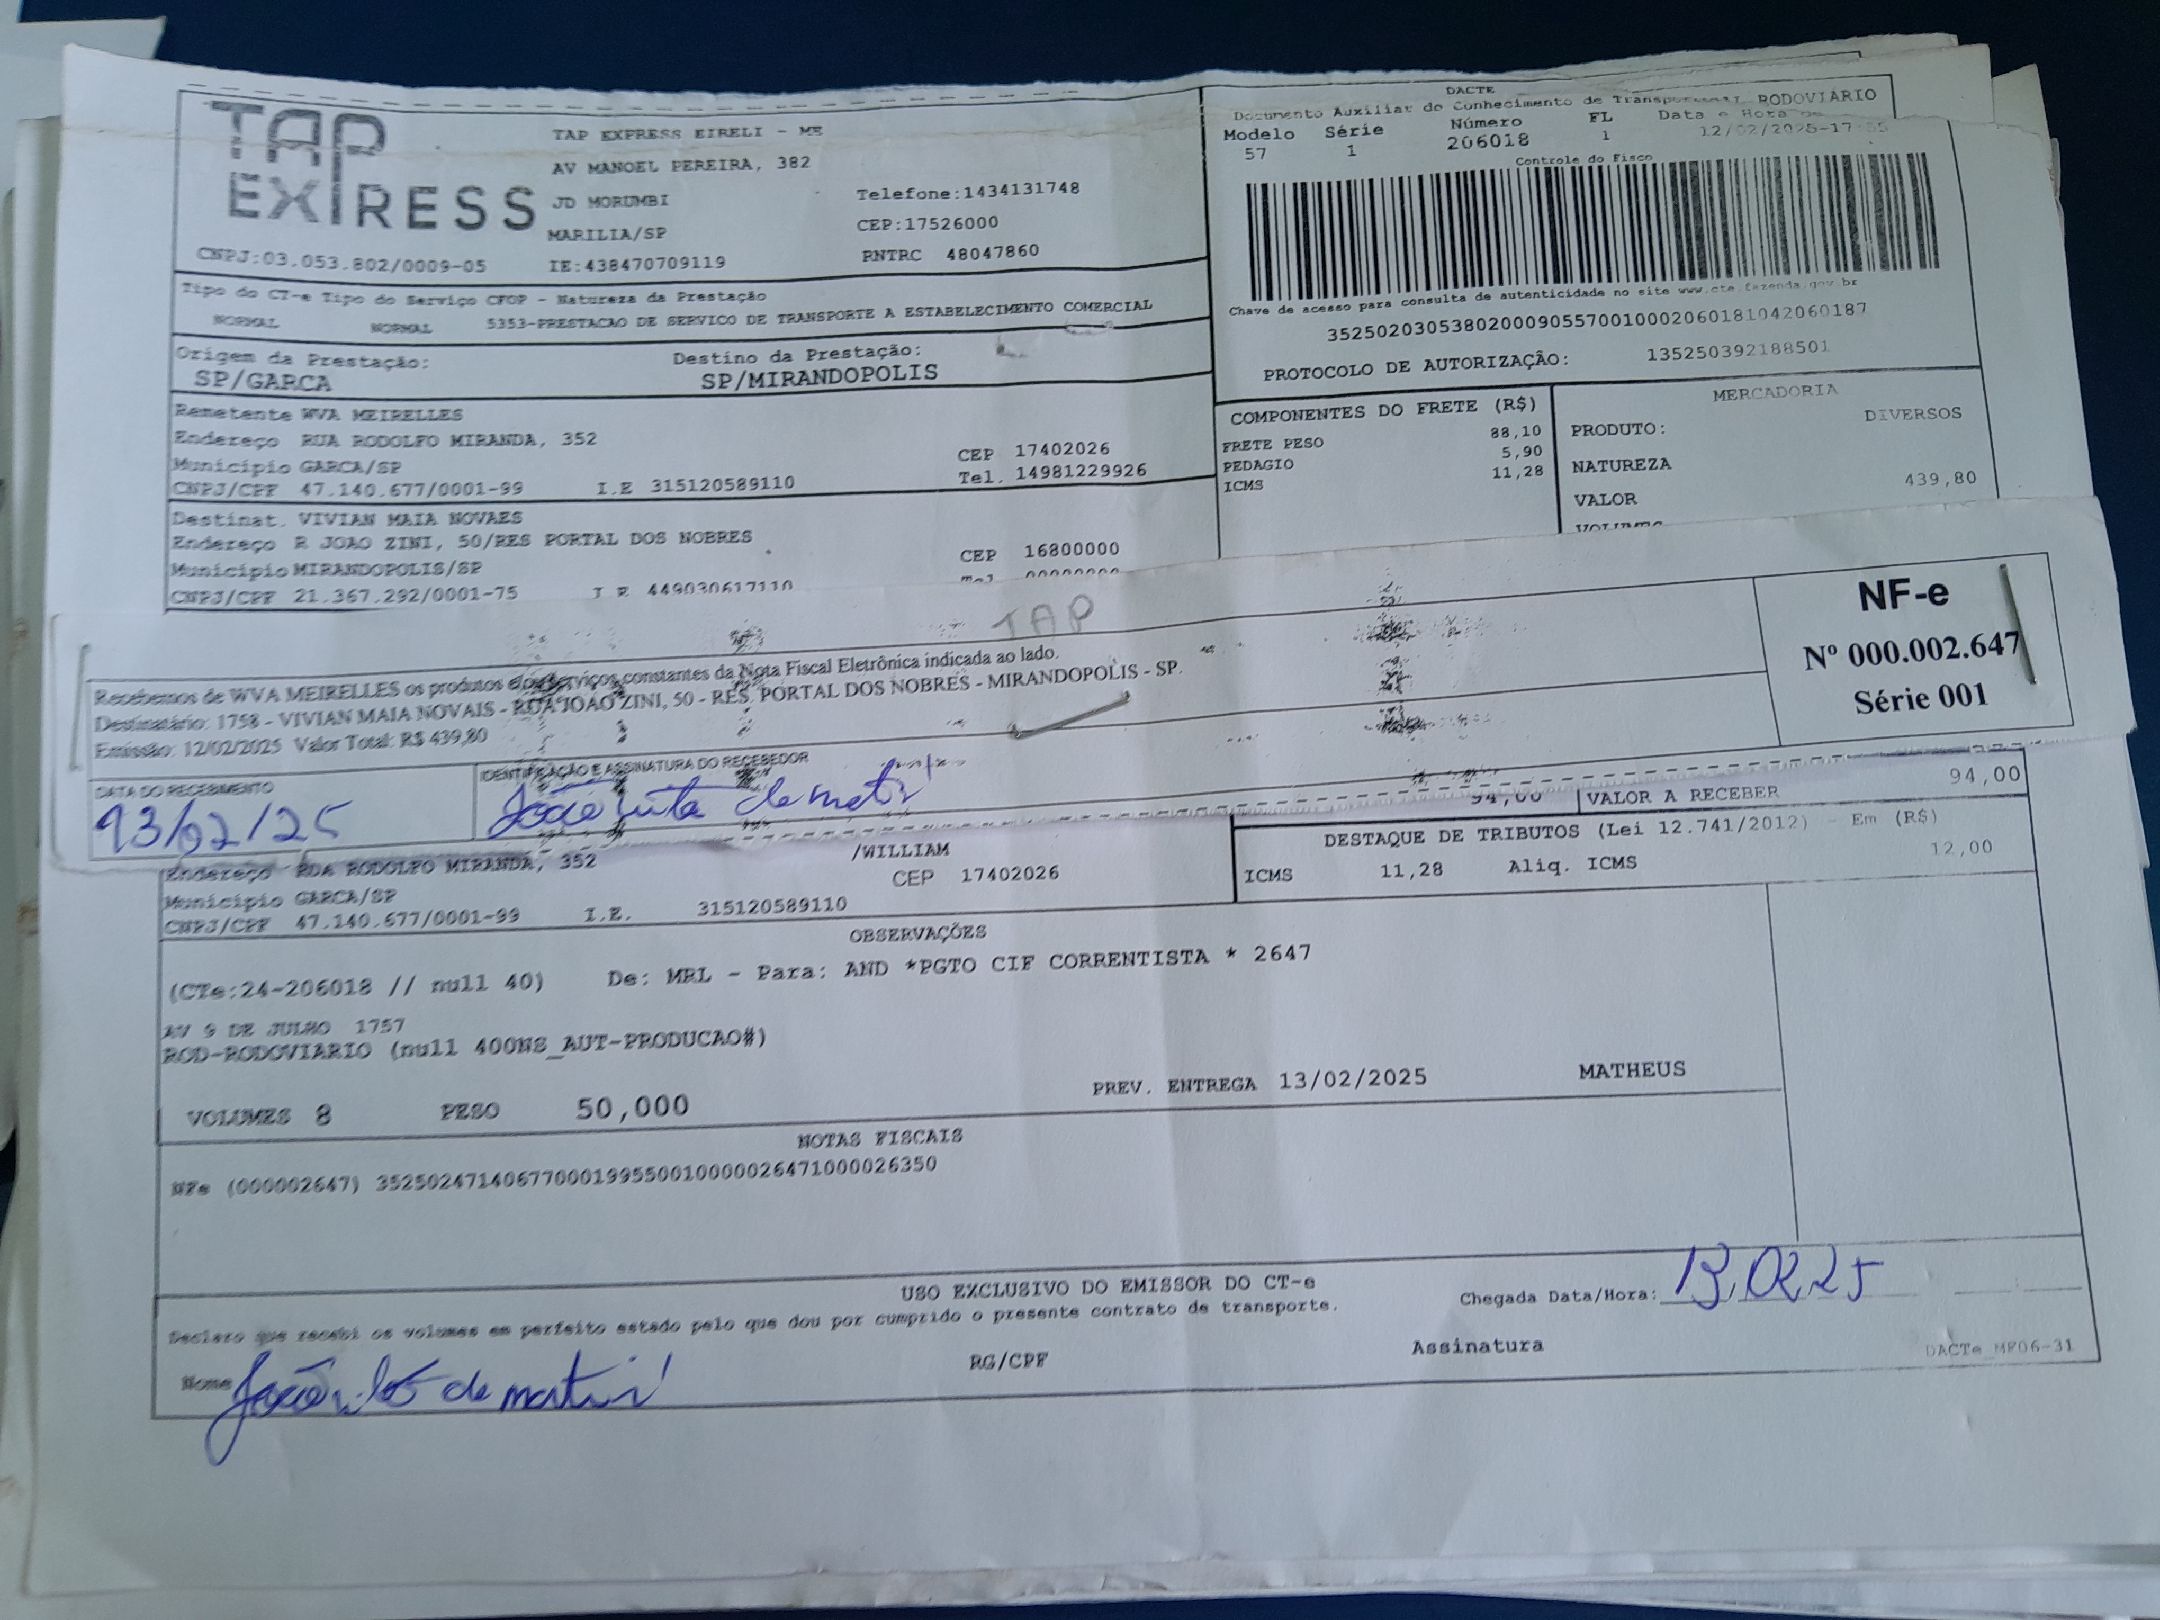 TAP
EXPRESS
TAP EXPRESS EIRELI - ME
AV MANOEL PEREIRA, 382
JD MORUMBI
Telefone:1434131748
MARILIA/SP
CEP:17526000
CNPJ:03.053.802/0009-05
IE:438470709119
RNTRC 48047860
DACTE
Documento Auxiliar do Conhecimento de RODOVIÁRIO
Modelo Série Número FL Data e Hora
57 1 206018 1 12/02/2025-17
Controle do Fisco
Chave de acesso para consulta de autenticidade no site www.cte.fazenda.gov.br
35250203053802000905570010002060181042060187
PROTOCOLO DE AUTORIZAÇÃO: 135250392188501
Tipo do CT-e Tipo do Serviço CFOP - Natureza da Prestação
NORMAL NORMAL 5353-PRESTACAO DE SERVICO DE TRANSPORTE A ESTABELECIMENTO COMERCIAL
Origem da Prestação: Destino da Prestação:
SP/GARCA SP/MIRANDOPOLIS
Remetente WVA MEIRELLES
Endereço RUA RODOLFO MIRANDA, 352
CEP 17402026
Município GARCA/SP
Tel. 14981229926
CNPJ/CPF 47.140.677/0001-99 I.E 315120589110
Destinat. VIVIAN MAIA NOVAES
Endereço R JOAO ZINI, 50/RES PORTAL DOS NOBRES
CEP 16800000
Município MIRANDOPOLIS/SP
CNPJ/CPF 21.367.292/0001-75 I E 449030617110
COMPONENTES DO FRETE (R$)
FRETE PESO 88,10
PEDAGIO 5,90
ICMS 11,28
MERCADORIA
PRODUTO: DIVERSOS
NATUREZA
VALOR 439,80
VOLUMES
TAP
Recebemos de WVA MEIRELLES os produtos e/ou serviços constantes da Nota Fiscal Eletrônica indicada ao lado.
Destinatário: 1758 - VIVIAN MAIA NOVAIS - RUA JOAO ZINI, 50 - RES. PORTAL DOS NOBRES - MIRANDOPOLIS - SP.
Emissão: 12/02/2025 Valor Total: R$ 439,80
DATA DO RECEBIMENTO
13/02/25
IDENTIFICAÇÃO E ASSINATURA DO RECEBEDOR
NF-e
Nº 000.002.647
Série 001
94,00 VALOR A RECEBER 94,00
DESTAQUE DE TRIBUTOS (Lei 12.741/2012) - Em (R$)
ICMS 11,28 Aliq. ICMS 12,00
/WILLIAM
Endereço RUA RODOLFO MIRANDA, 352
CEP 17402026
Município GARCA/SP
CNPJ/CPF 47.140.677/0001-99 I.E. 315120589110
OBSERVAÇÕES
(CTe:24-206018 // null 40) De: MRL - Para: AND *PGTO CIF CORRENTISTA * 2647
AV 9 DE JULHO 1757
ROD-RODOVIARIO (null 400NS_AUT-PRODUCAO#)
PREV. ENTREGA 13/02/2025 MATHEUS
VOLUMES 8 PESO 50,000
NOTAS FISCAIS
NFe (000002647) 35250247140677000199550010000026471000026350
USO EXCLUSIVO DO EMISSOR DO CT-e
Declaro que recebi os volumes em perfeito estado pelo que dou por cumprido o presente contrato de transporte.
Chegada Data/Hora: 13,02,25
Nome RG/CPF Assinatura
DACTe_MF06-31